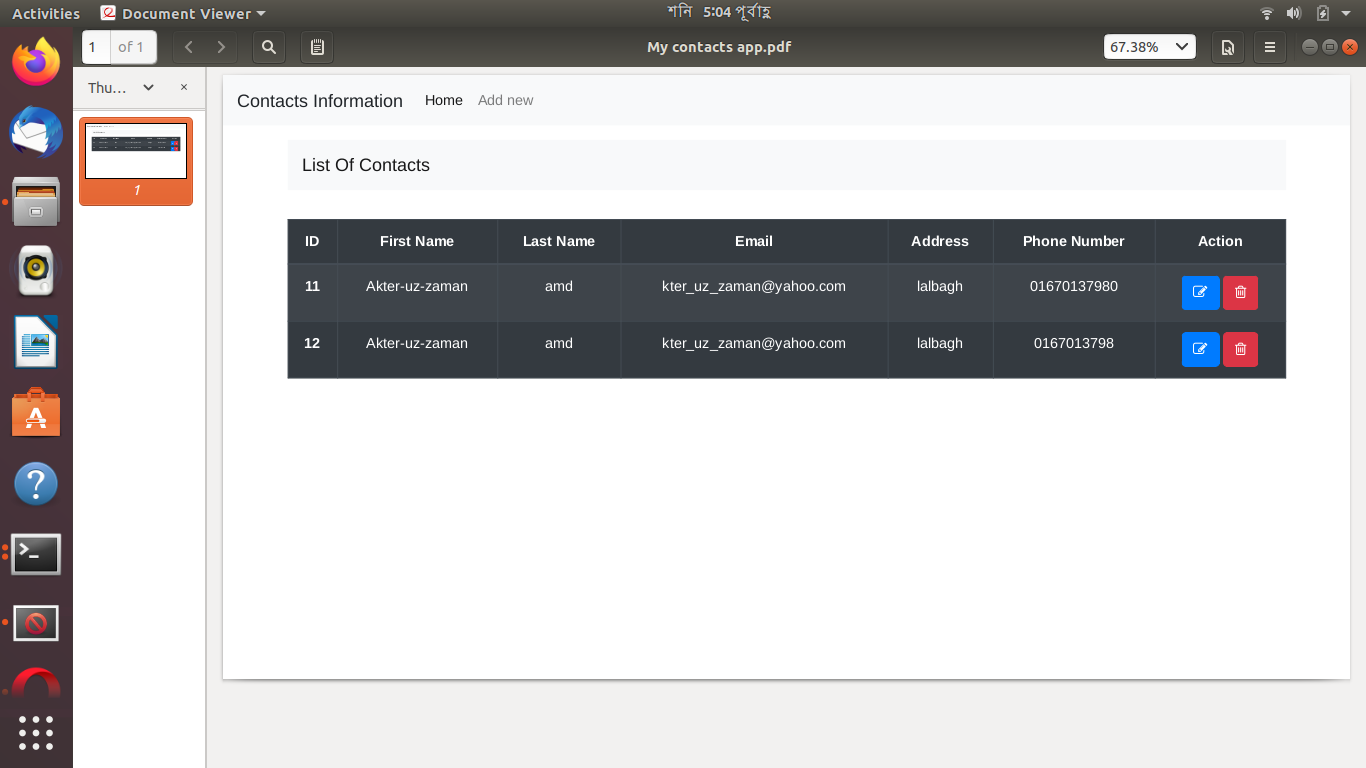 Activities Document Viewer শনি 5:04 পূর্বাহ্ণ
1 of 1 My contacts app.pdf 67.38%
Thu...
1
Contacts Information Home Add new
List Of Contacts
ID First Name Last Name Email Address Phone Number Action
11 Akter-uz-zaman amd kter_uz_zaman@yahoo.com lalbagh 01670137980
12 Akter-uz-zaman amd kter_uz_zaman@yahoo.com lalbagh 0167013798